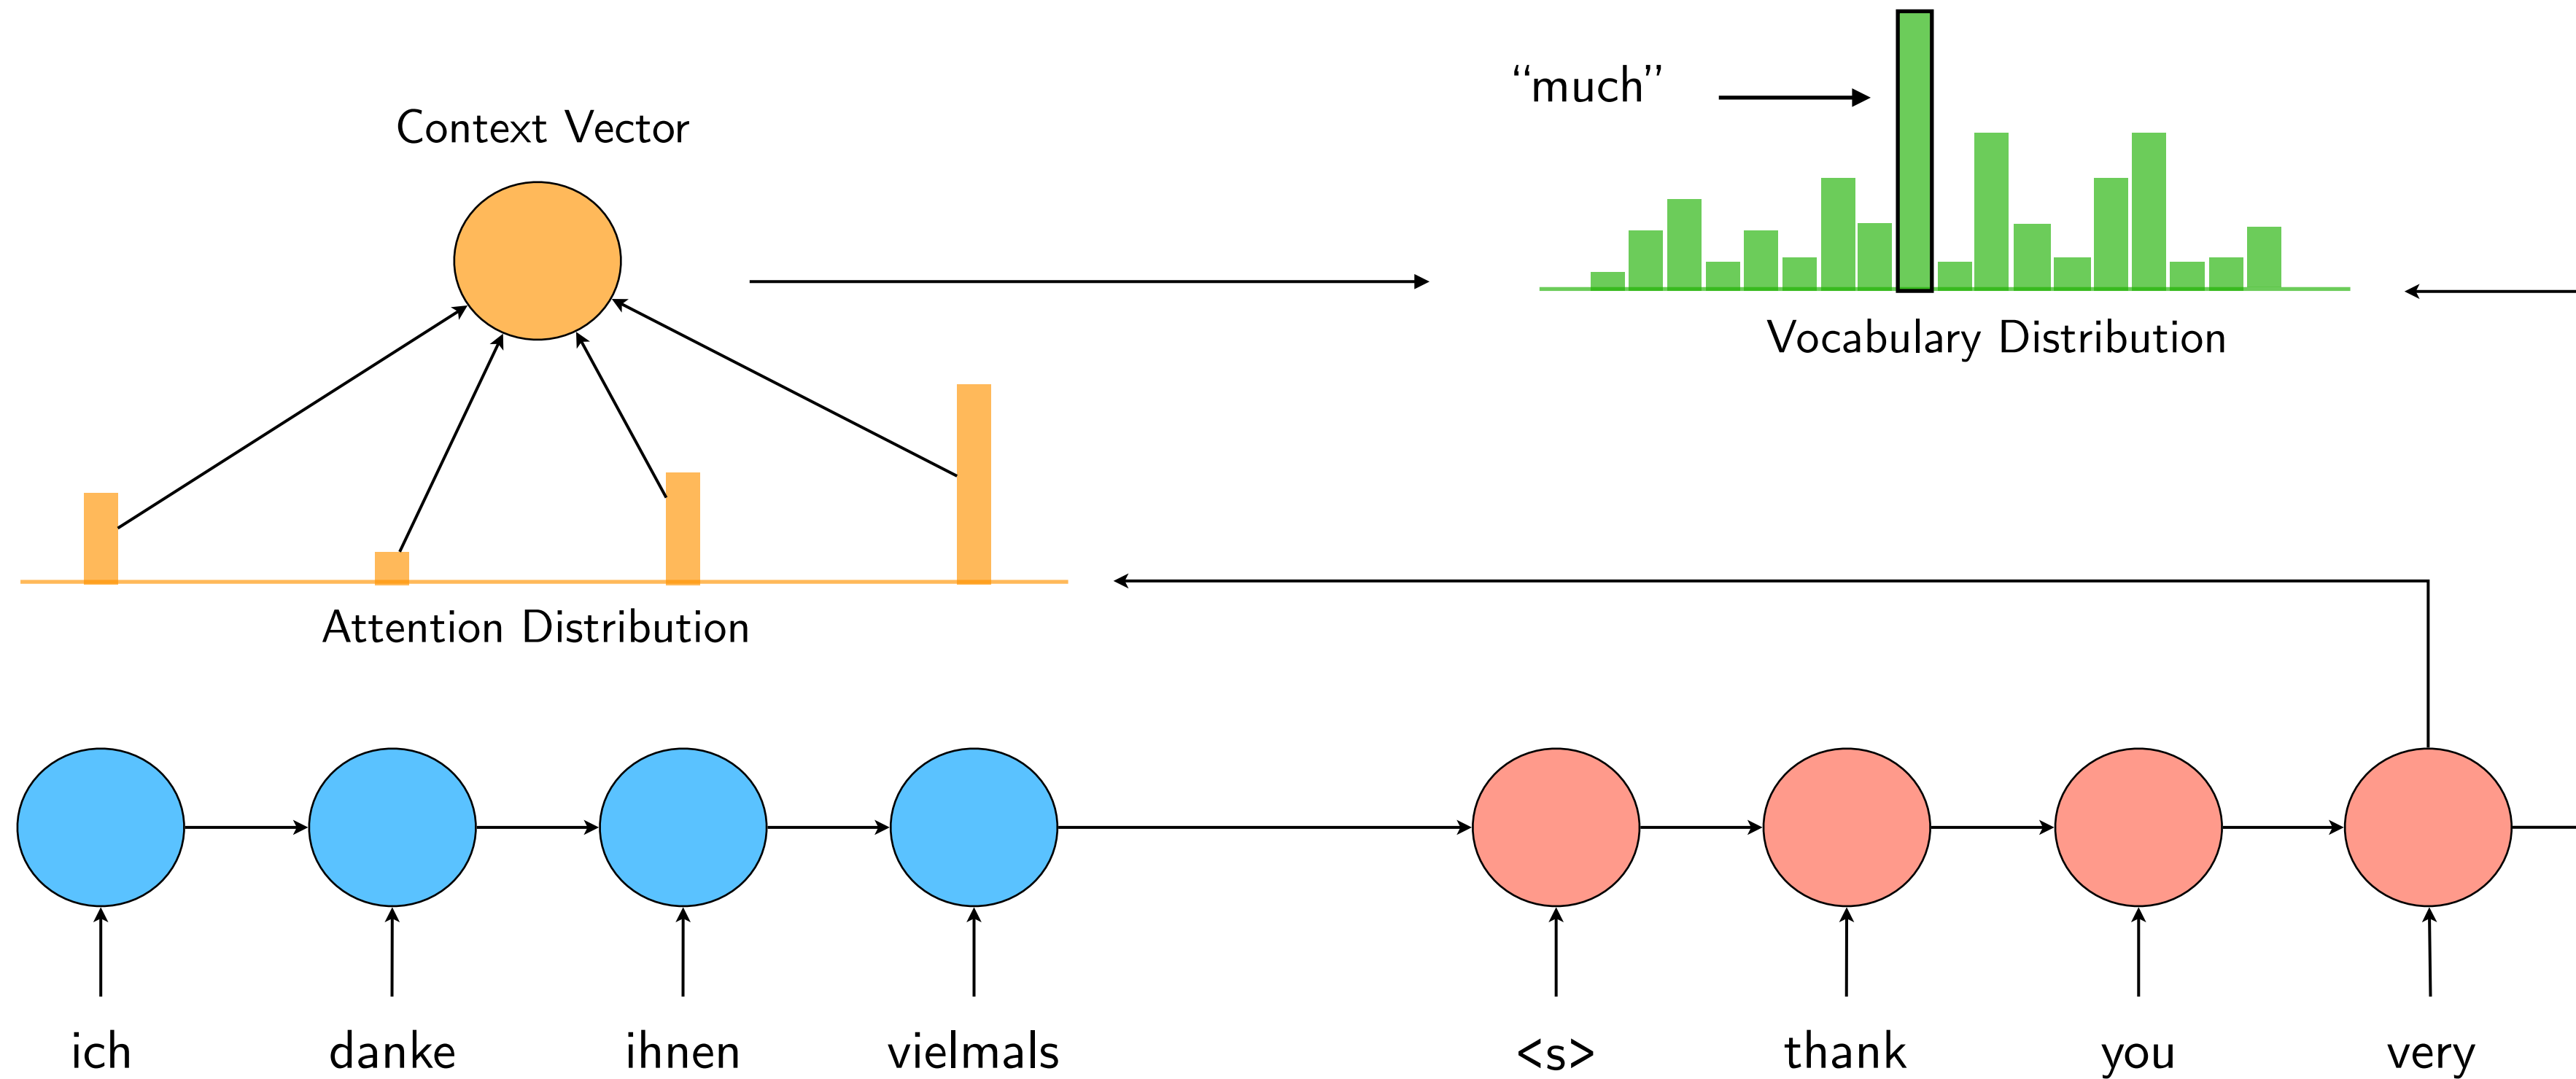 “much”
Context Vector
Vocabulary Distribution
Attention Distribution
ich danke ihnen vielmals <s> thank you very